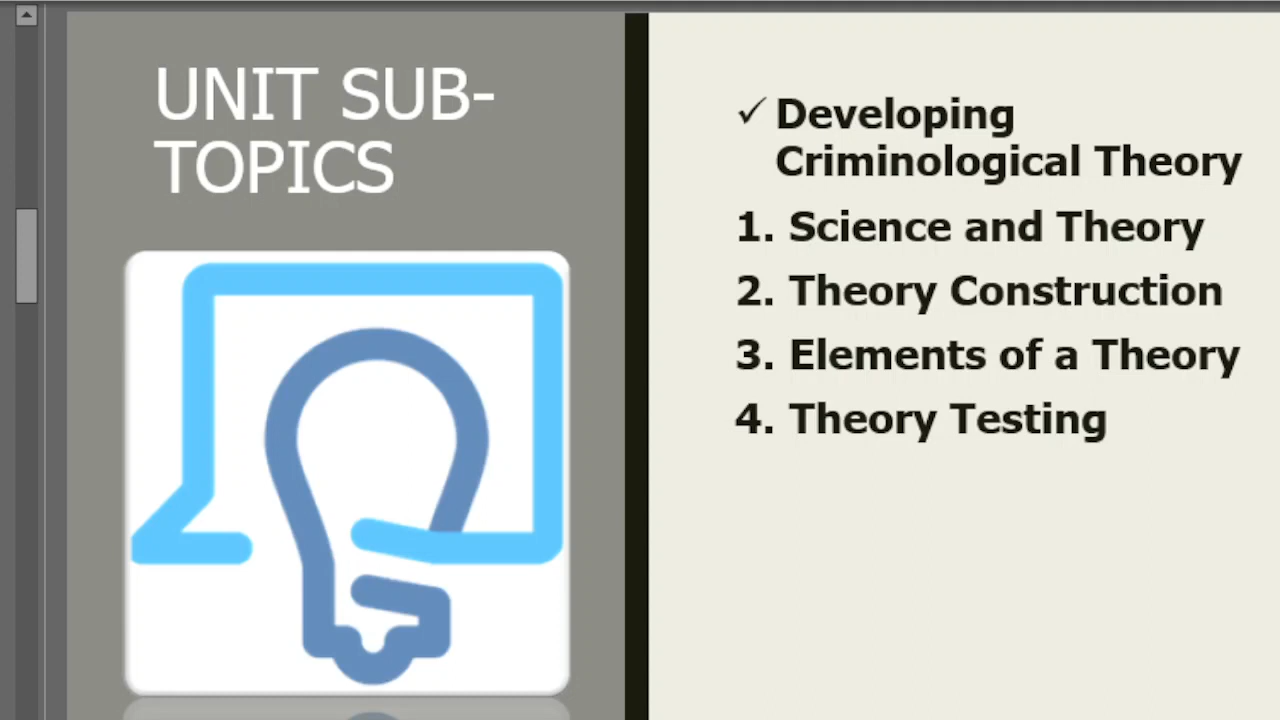 UNIT SUB-
TOPICS
✓ Developing
Criminological Theory
1. Science and Theory
2. Theory Construction
3. Elements of a Theory
4. Theory Testing